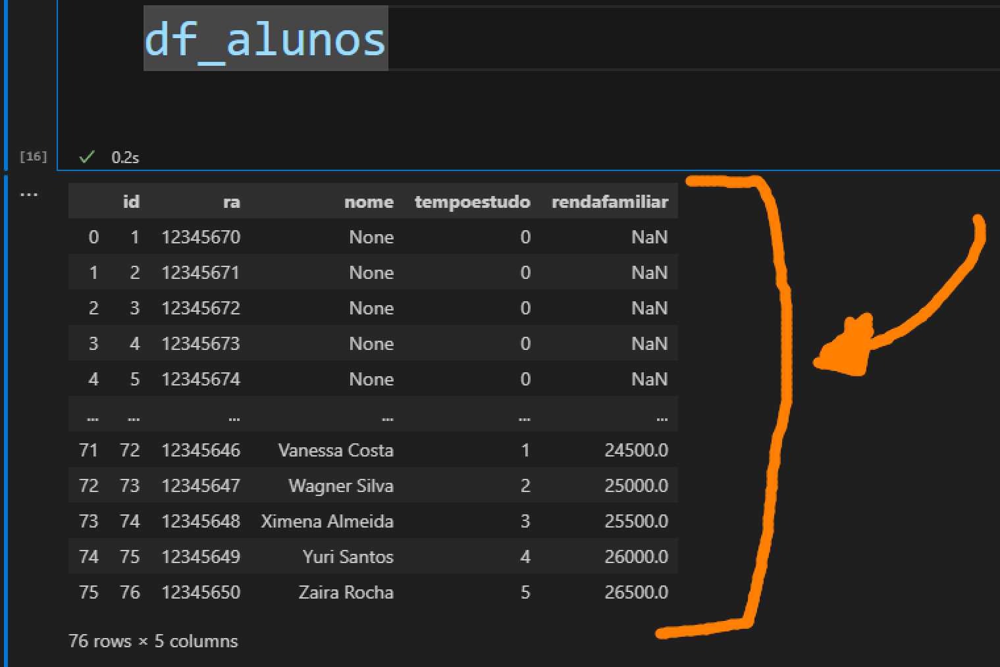 df_alunos
[16] ✓ 0.2s
...
id ra nome tempoestudo rendafamiliar
0 1 12345670 None 0 NaN
1 2 12345671 None 0 NaN
2 3 12345672 None 0 NaN
3 4 12345673 None 0 NaN
4 5 12345674 None 0 NaN
... ... ... ... ... ...
71 72 12345646 Vanessa Costa 1 24500.0
72 73 12345647 Wagner Silva 2 25000.0
73 74 12345648 Ximena Almeida 3 25500.0
74 75 12345649 Yuri Santos 4 26000.0
75 76 12345650 Zaira Rocha 5 26500.0
76 rows × 5 columns